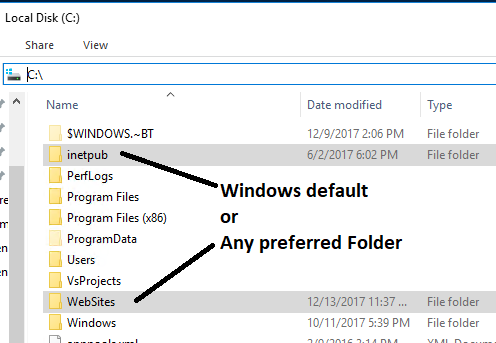 Local Disk (C:)
Share View
C:\
Name Date modified Type
$WINDOWS.~BT 12/9/2017 2:06 PM File folder
inetpub 6/2/2017 6:02 PM File folder
PerfLogs
Program Files
Windows default
Program Files (x86)
or
ProgramData
Any preferred Folder
Users
VsProjects
WebSites 12/13/2017 11:37 ... File folder
Windows 10/11/2017 5:39 PM File folder